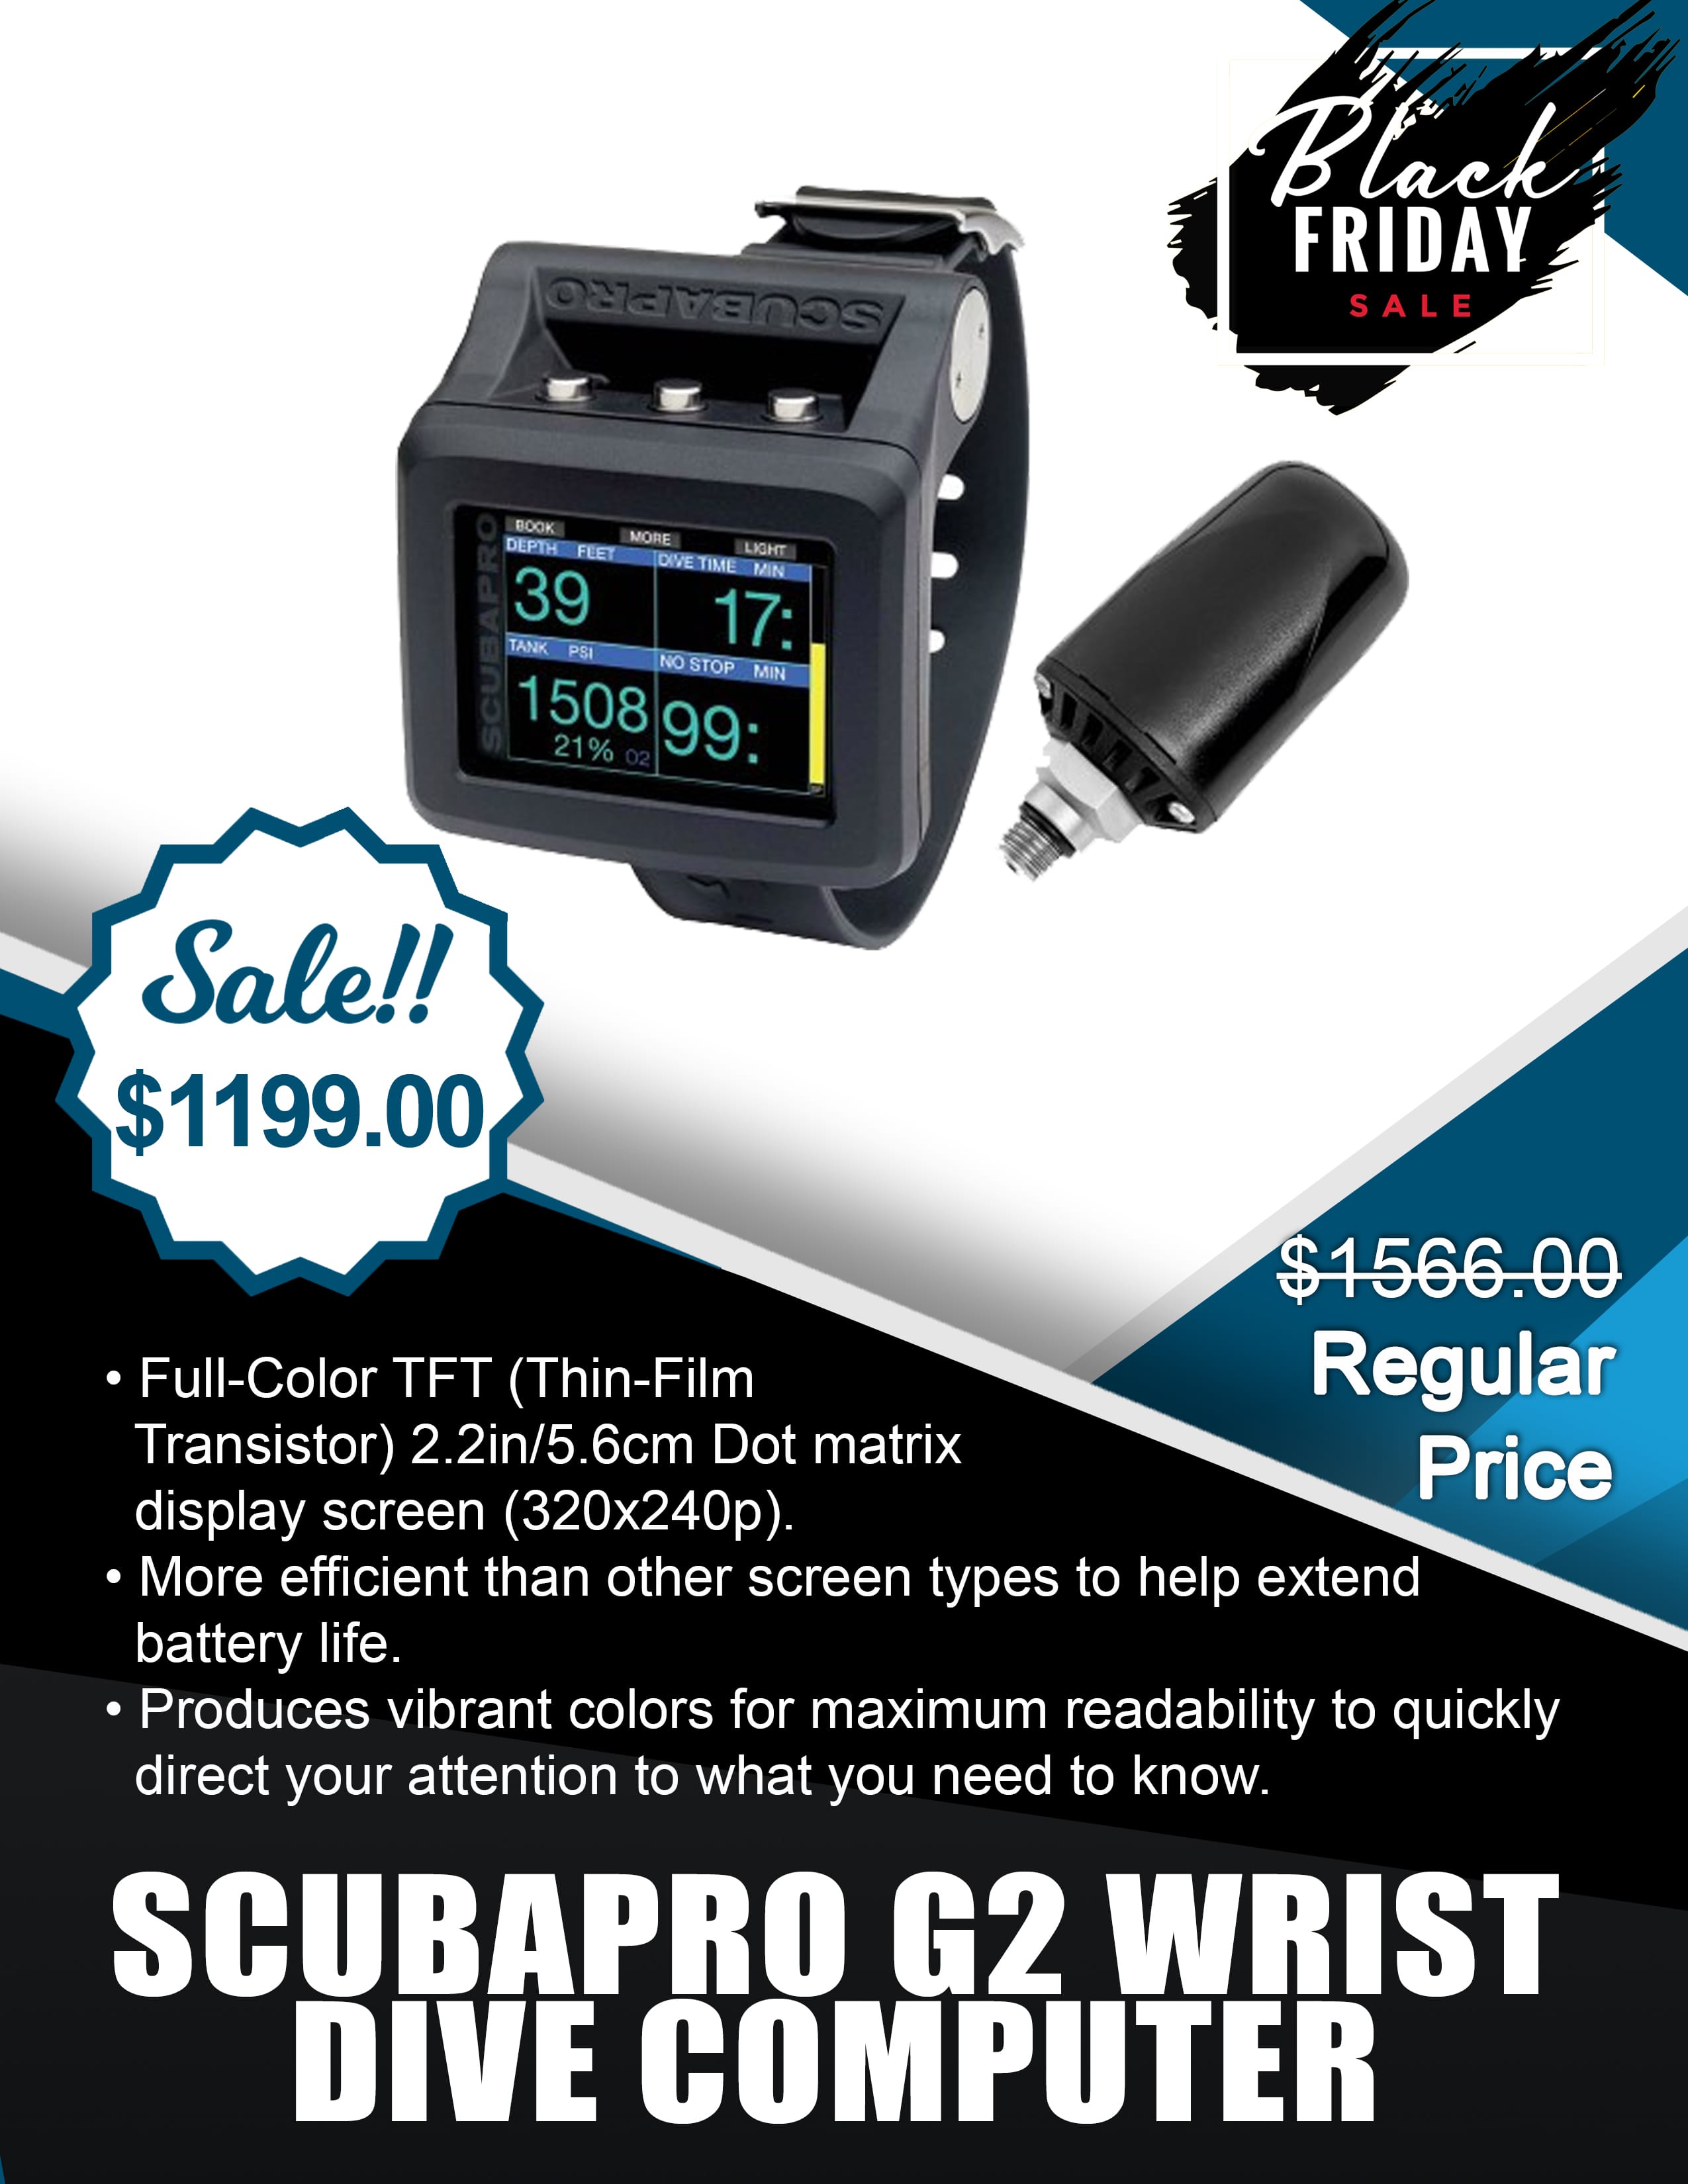 Black
FRIDAY
SALE
SCUBAPRO
SCUBAPRO
BOOK MORE LIGHT
DEPTH FEET DIVE TIME MIN
39 17:
TANK PSI NO STOP MIN
1508 99:
21% O2
Sale!!
$1199.00
$1566.00
Regular
Price
• Full-Color TFT (Thin-Film
Transistor) 2.2in/5.6cm Dot matrix
display screen (320x240p).
• More efficient than other screen types to help extend
battery life.
• Produces vibrant colors for maximum readability to quickly
direct your attention to what you need to know.
SCUBAPRO G2 WRIST
DIVE COMPUTER